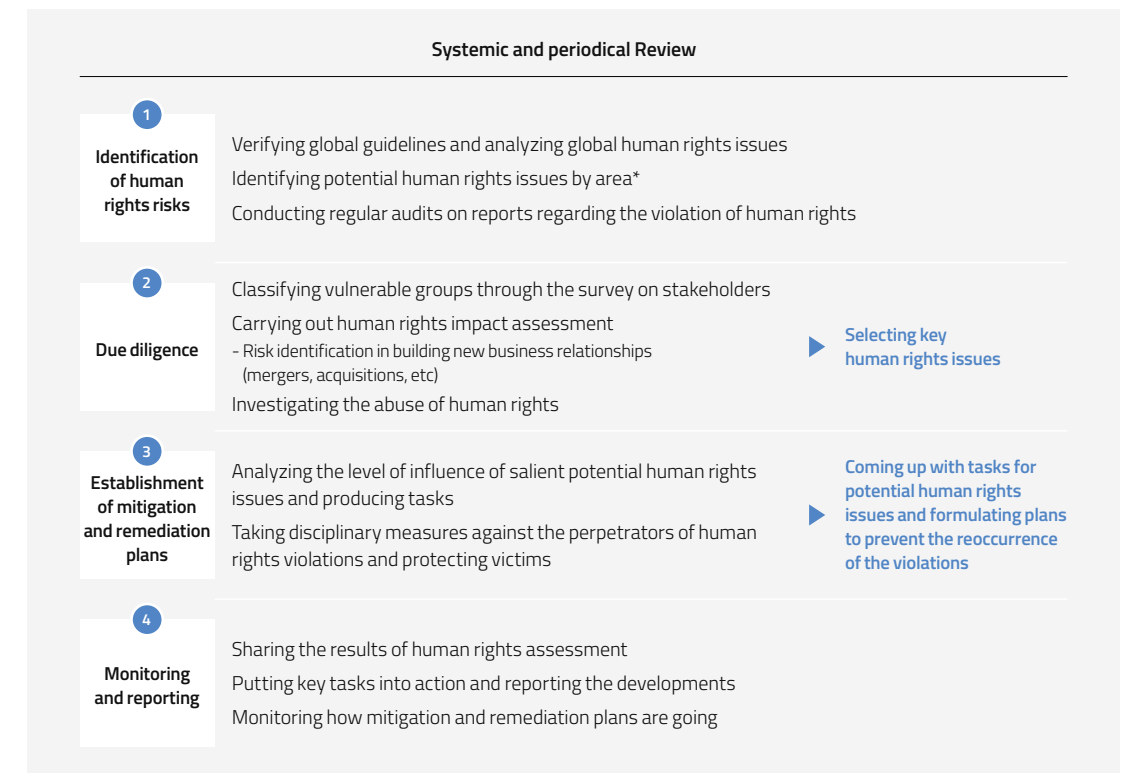 Systemic and periodical Review
1
Identification
of human
rights risks
Verifying global guidelines and analyzing global human rights issues
Identifying potential human rights issues by area*
Conducting regular audits on reports regarding the violation of human rights
2
Due diligence
Classifying vulnerable groups through the survey on stakeholders
Carrying out human rights impact assessment
- Risk identification in building new business relationships
(mergers, acquisitions, etc)
Investigating the abuse of human rights
Selecting key
human rights issues
3
Establishment
of mitigation
and remediation
plans
Analyzing the level of influence of salient potential human rights
issues and producing tasks
Taking disciplinary measures against the perpetrators of human
rights violations and protecting victims
Coming up with tasks for
potential human rights
issues and formulating plans
to prevent the reoccurrence
of the violations
4
Monitoring
and reporting
Sharing the results of human rights assessment
Putting key tasks into action and reporting the developments
Monitoring how mitigation and remediation plans are going